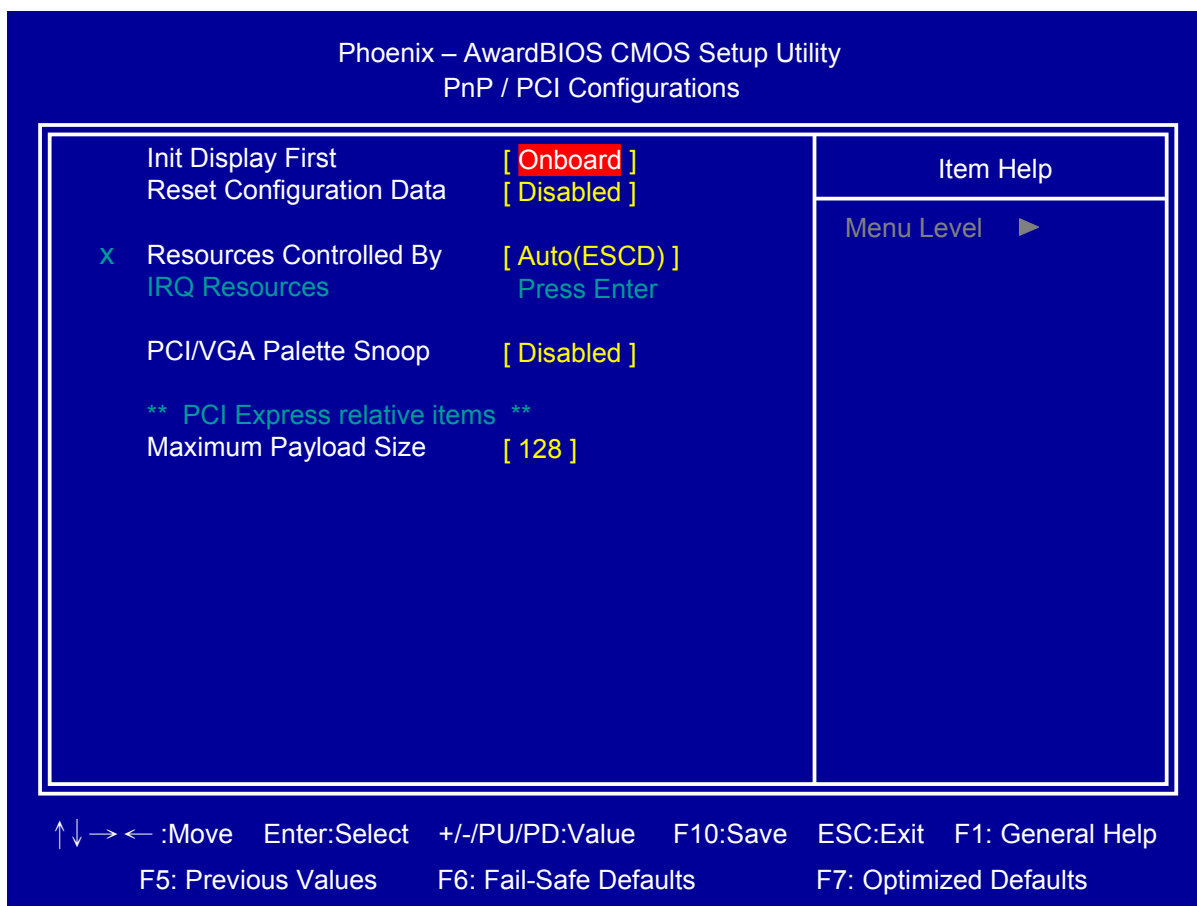 Phoenix – AwardBIOS CMOS Setup Utility
PnP / PCI Configurations
Init Display First [ Onboard ]
Reset Configuration Data [ Disabled ]
x Resources Controlled By [ Auto(ESCD) ]
IRQ Resources Press Enter
PCI/VGA Palette Snoop [ Disabled ]
** PCI Express relative items **
Maximum Payload Size [ 128 ]
Item Help
Menu Level ►
↑↓→← :Move Enter:Select +/-/PU/PD:Value F10:Save ESC:Exit F1: General Help
F5: Previous Values F6: Fail-Safe Defaults F7: Optimized Defaults